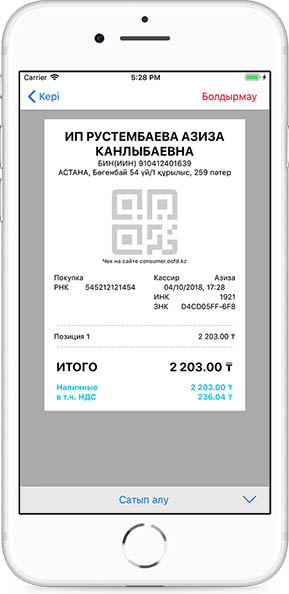 Carrier 5:28 PM
Кері Болдырмау
ИП РУСТЕМБАЕВА АЗИЗА
КАНЛЫБАЕВНА
БИН(ИИН) 910412401639
АСТАНА, Бөгенбай 54 үй/1 құрылыс, 259 пәтер
Чек на сайте consumer.oofd.kz
Покупка Кассир Азиза
РНК 545212121454 04/10/2018, 17:28
ИНК 1921
ЗНК D4CD05FF-6F8
Позиция 1 2 203.00 ₸
ИТОГО 2 203.00 ₸
Наличные 2 203.00 ₸
в т.ч. НДС 236.04 ₸
Сатып алу